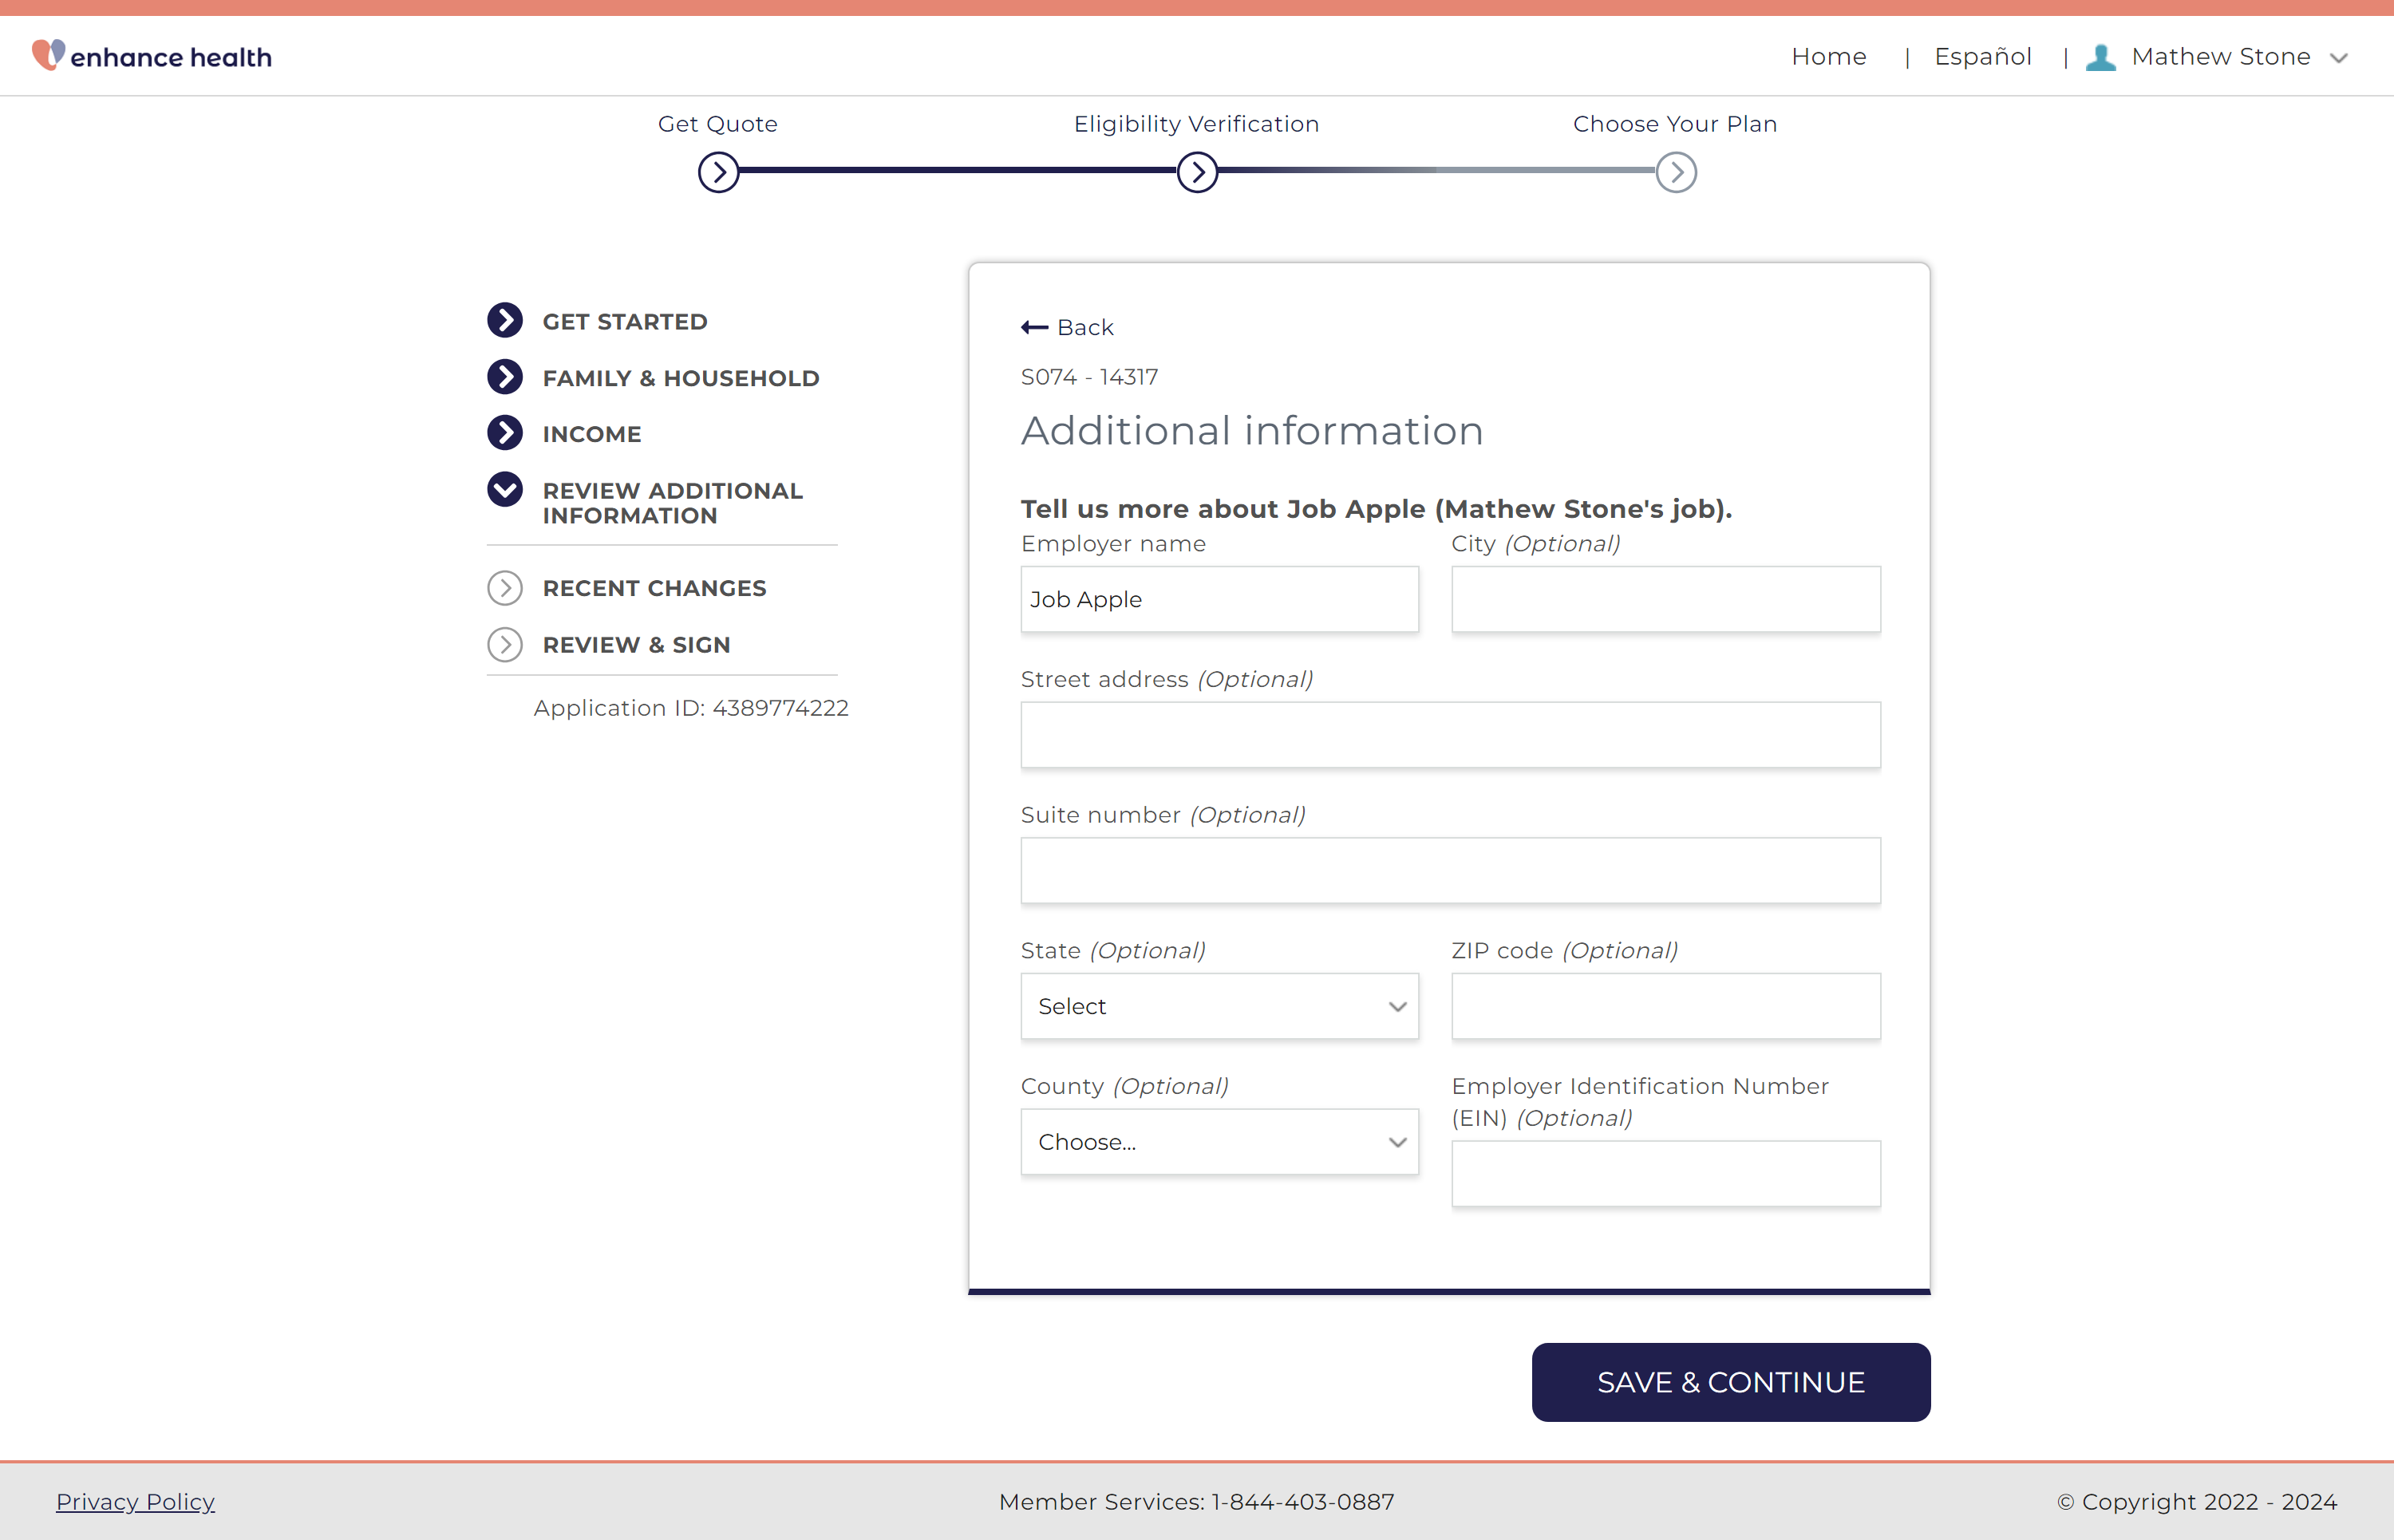 enhance health
Home | Español | Mathew Stone
Get Quote Eligibility Verification Choose Your Plan
GET STARTED
FAMILY & HOUSEHOLD
INCOME
REVIEW ADDITIONAL
INFORMATION
RECENT CHANGES
REVIEW & SIGN
Application ID: 4389774222
Back
S074 - 14317
Additional information
Tell us more about Job Apple (Mathew Stone's job).
Employer name City (Optional)
Job Apple
Street address (Optional)
Suite number (Optional)
State (Optional) ZIP code (Optional)
Select
County (Optional) Employer Identification Number
(EIN) (Optional)
Choose...
SAVE & CONTINUE
Privacy Policy Member Services: 1-844-403-0887 © Copyright 2022 - 2024